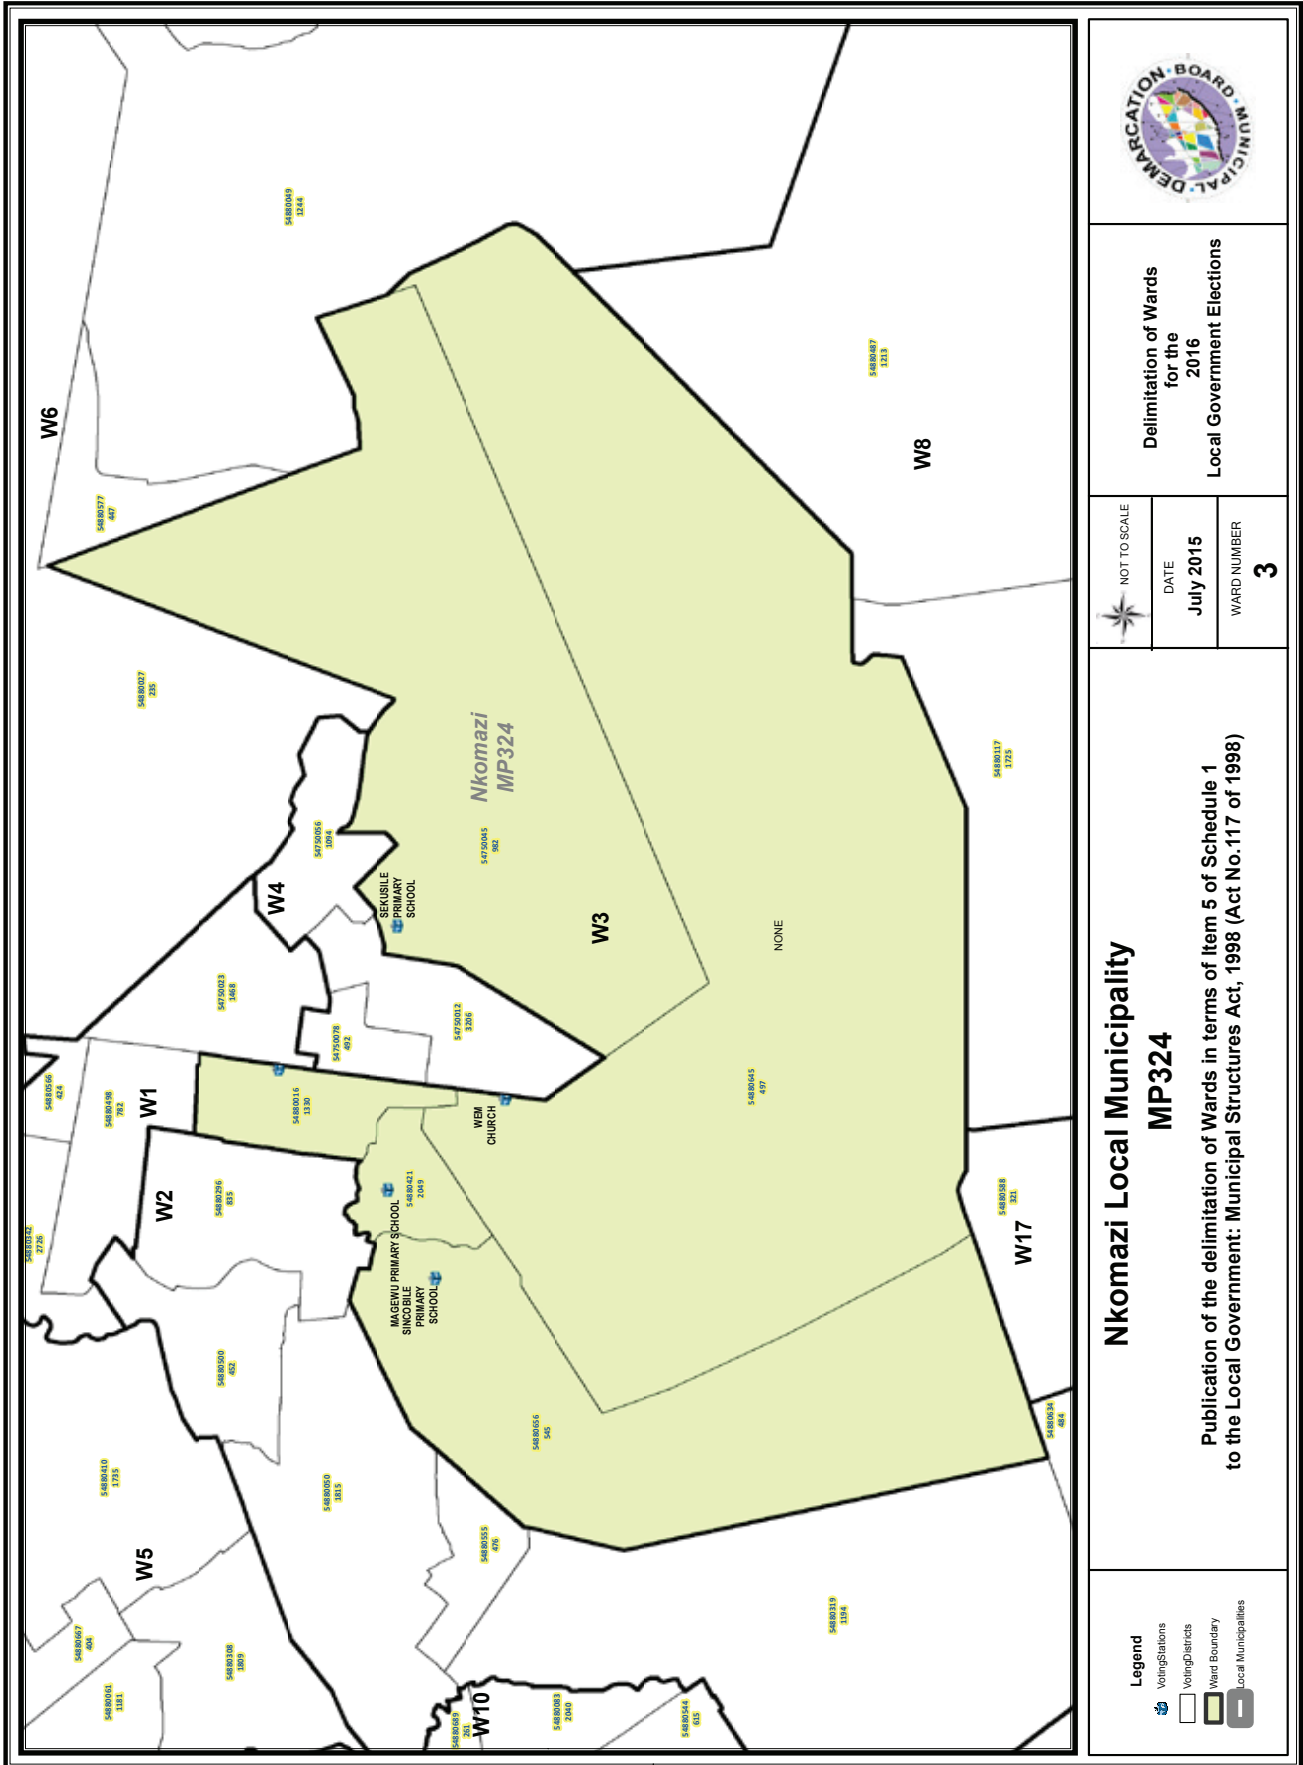 W6
54880049
1244
54880577
447
54880027
235
54880487
1213
W8
Nkomazi
MP324
54750056
1094
W4
SEKUSILE
PRIMARY
SCHOOL
54750045
982
54880117
1725
W3
NONE
54750023
1468
54750078
492
54750012
3206
54880566
424
54880498
782
W1
54880016
1330
WEM
CHURCH
54880645
497
W2
54880296
835
54880421
2049
54880342
2726
MAGEWU PRIMARY SCHOOL
SINCOBILE
PRIMARY
SCHOOL
54880588
321
W17
54880500
452
54880656
545
54880634
484
54880410
1735
54880050
1815
54880555
476
W5
54880667
404
54880061
1181
54880308
1809
54880319
1194
54880689
261
W10
54880083
2040
54880544
615
Legend
VotingStations
VotingDistricts
Ward Boundary
Local Municipalities
Nkomazi Local Municipality
MP324
Publication of the delimitation of Wards in terms of Item 5 of Schedule 1
to the Local Government: Municipal Structures Act, 1998 (Act No.117 of 1998)
NOT TO SCALE
DATE
July 2015
WARD NUMBER
3
Delimitation of Wards
for the
2016
Local Government Elections
MUNICIPAL · DEMARCATION · BOARD